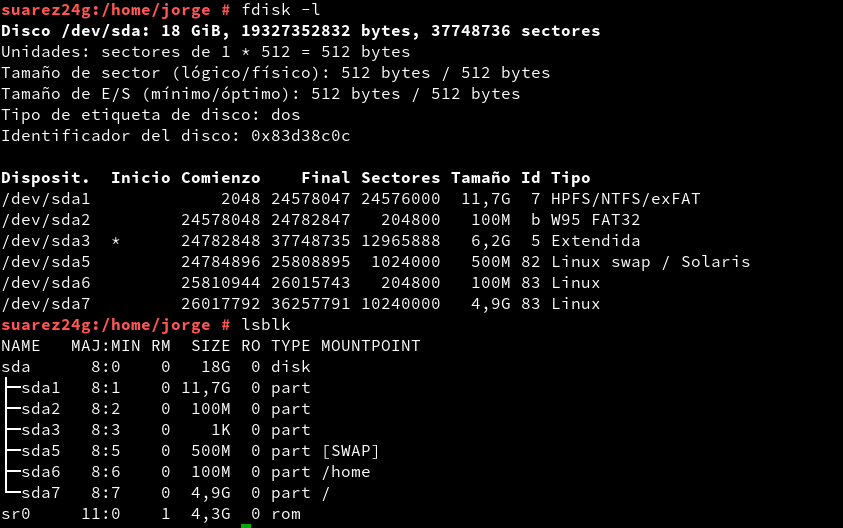 suarez24g:/home/jorge # fdisk -l
Disco /dev/sda: 18 GiB, 19327352832 bytes, 37748736 sectores
Unidades: sectores de 1 * 512 = 512 bytes
Tamaño de sector (lógico/físico): 512 bytes / 512 bytes
Tamaño de E/S (mínimo/óptimo): 512 bytes / 512 bytes
Tipo de etiqueta de disco: dos
Identificador del disco: 0x83d38c0c

Disposit.  Inicio Comienzo    Final Sectores Tamaño Id Tipo
/dev/sda1             2048 24578047 24576000  11,7G  7 HPFS/NTFS/exFAT
/dev/sda2         24578048 24782847   204800   100M  b W95 FAT32
/dev/sda3  *      24782848 37748735 12965888   6,2G  5 Extendida
/dev/sda5         24784896 25808895  1024000   500M 82 Linux swap / Solaris
/dev/sda6         25810944 26015743   204800   100M 83 Linux
/dev/sda7         26017792 36257791 10240000   4,9G 83 Linux
suarez24g:/home/jorge # lsblk
NAME   MAJ:MIN RM  SIZE RO TYPE MOUNTPOINT
sda      8:0    0   18G  0 disk
├─sda1   8:1    0 11,7G  0 part
├─sda2   8:2    0  100M  0 part
├─sda3   8:3    0    1K  0 part
├─sda5   8:5    0  500M  0 part [SWAP]
├─sda6   8:6    0  100M  0 part /home
└─sda7   8:7    0  4,9G  0 part /
sr0     11:0    1  4,3G  0 rom